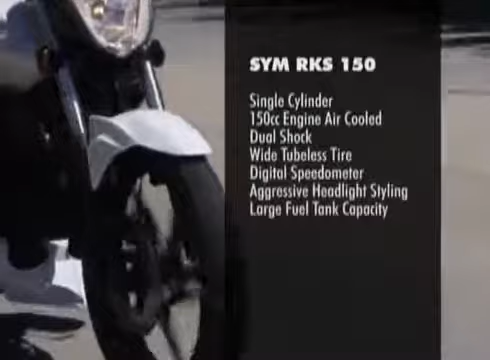 SYM RKS 150
Single Cylinder
150cc Engine Air Cooled
Dual Shock
Wide Tubeless Tire
Digital Speedometer
Aggressive Headlight Styling
Large Fuel Tank Capacity